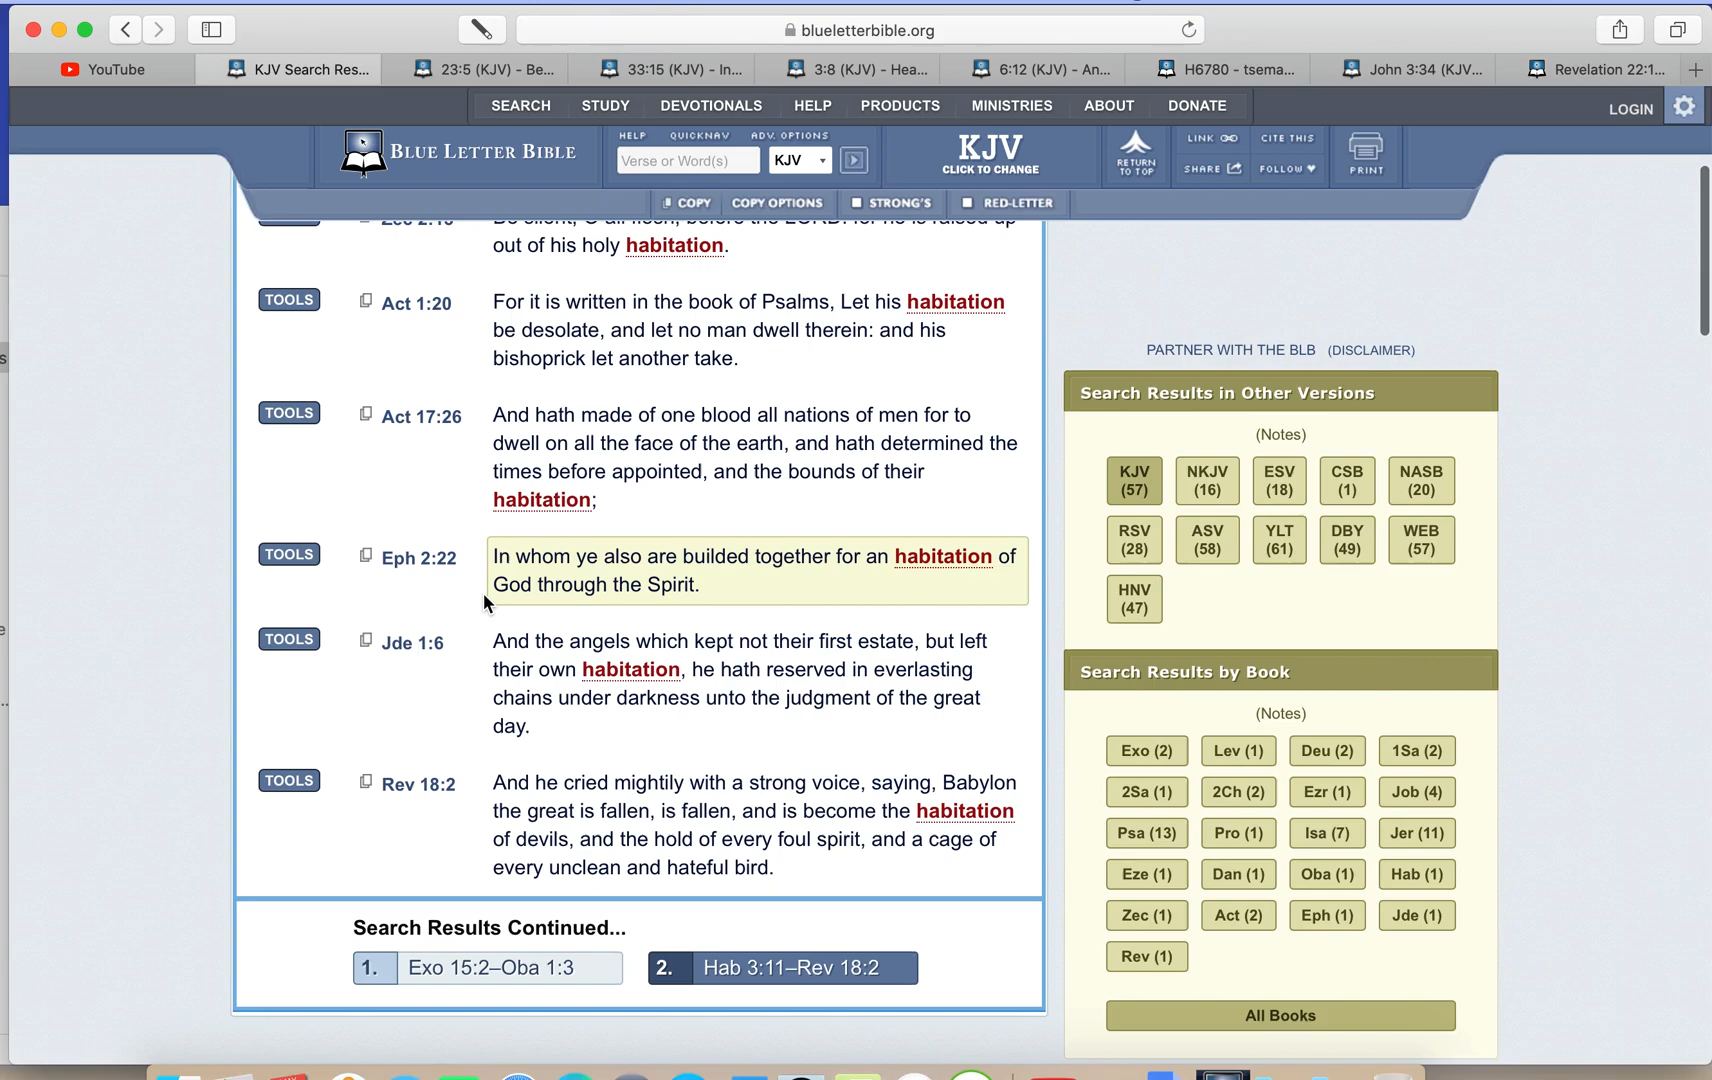 blueletterbible.org
YouTube
KJV Search Res...
23:5 (KJV) - Be...
33:15 (KJV) - In...
3:8 (KJV) - Hea...
6:12 (KJV) - An...
H6780 - tsema...
John 3:34 (KJV...
Revelation 22:1...
SEARCH STUDY DEVOTIONALS HELP PRODUCTS MINISTRIES ABOUT DONATE
LOGIN
BLUE LETTER BIBLE
HELP QUICKNAV ADV. OPTIONS
Verse or Word(s)
KJV
KJV
CLICK TO CHANGE
RETURN
TO TOP
LINK CITE THIS
SHARE FOLLOW
PRINT
COPY COPY OPTIONS STRONG'S RED-LETTER
out of his holy habitation.
TOOLS Act 1:20 For it is written in the book of Psalms, Let his habitation
be desolate, and let no man dwell therein: and his
bishoprick let another take.
TOOLS Act 17:26 And hath made of one blood all nations of men for to
dwell on all the face of the earth, and hath determined the
times before appointed, and the bounds of their
habitation;
TOOLS Eph 2:22 In whom ye also are builded together for an habitation of
God through the Spirit.
TOOLS Jde 1:6 And the angels which kept not their first estate, but left
their own habitation, he hath reserved in everlasting
chains under darkness unto the judgment of the great
day.
TOOLS Rev 18:2 And he cried mightily with a strong voice, saying, Babylon
the great is fallen, is fallen, and is become the habitation
of devils, and the hold of every foul spirit, and a cage of
every unclean and hateful bird.
Search Results Continued...
1. Exo 15:2–Oba 1:3 2. Hab 3:11–Rev 18:2
PARTNER WITH THE BLB (DISCLAIMER)
Search Results in Other Versions
(Notes)
KJV NKJV ESV CSB NASB
(57) (16) (18) (1) (20)
RSV ASV YLT DBY WEB
(28) (58) (61) (49) (57)
HNV
(47)
Search Results by Book
(Notes)
Exo (2) Lev (1) Deu (2) 1Sa (2)
2Sa (1) 2Ch (2) Ezr (1) Job (4)
Psa (13) Pro (1) Isa (7) Jer (11)
Eze (1) Dan (1) Oba (1) Hab (1)
Zec (1) Act (2) Eph (1) Jde (1)
Rev (1)
All Books